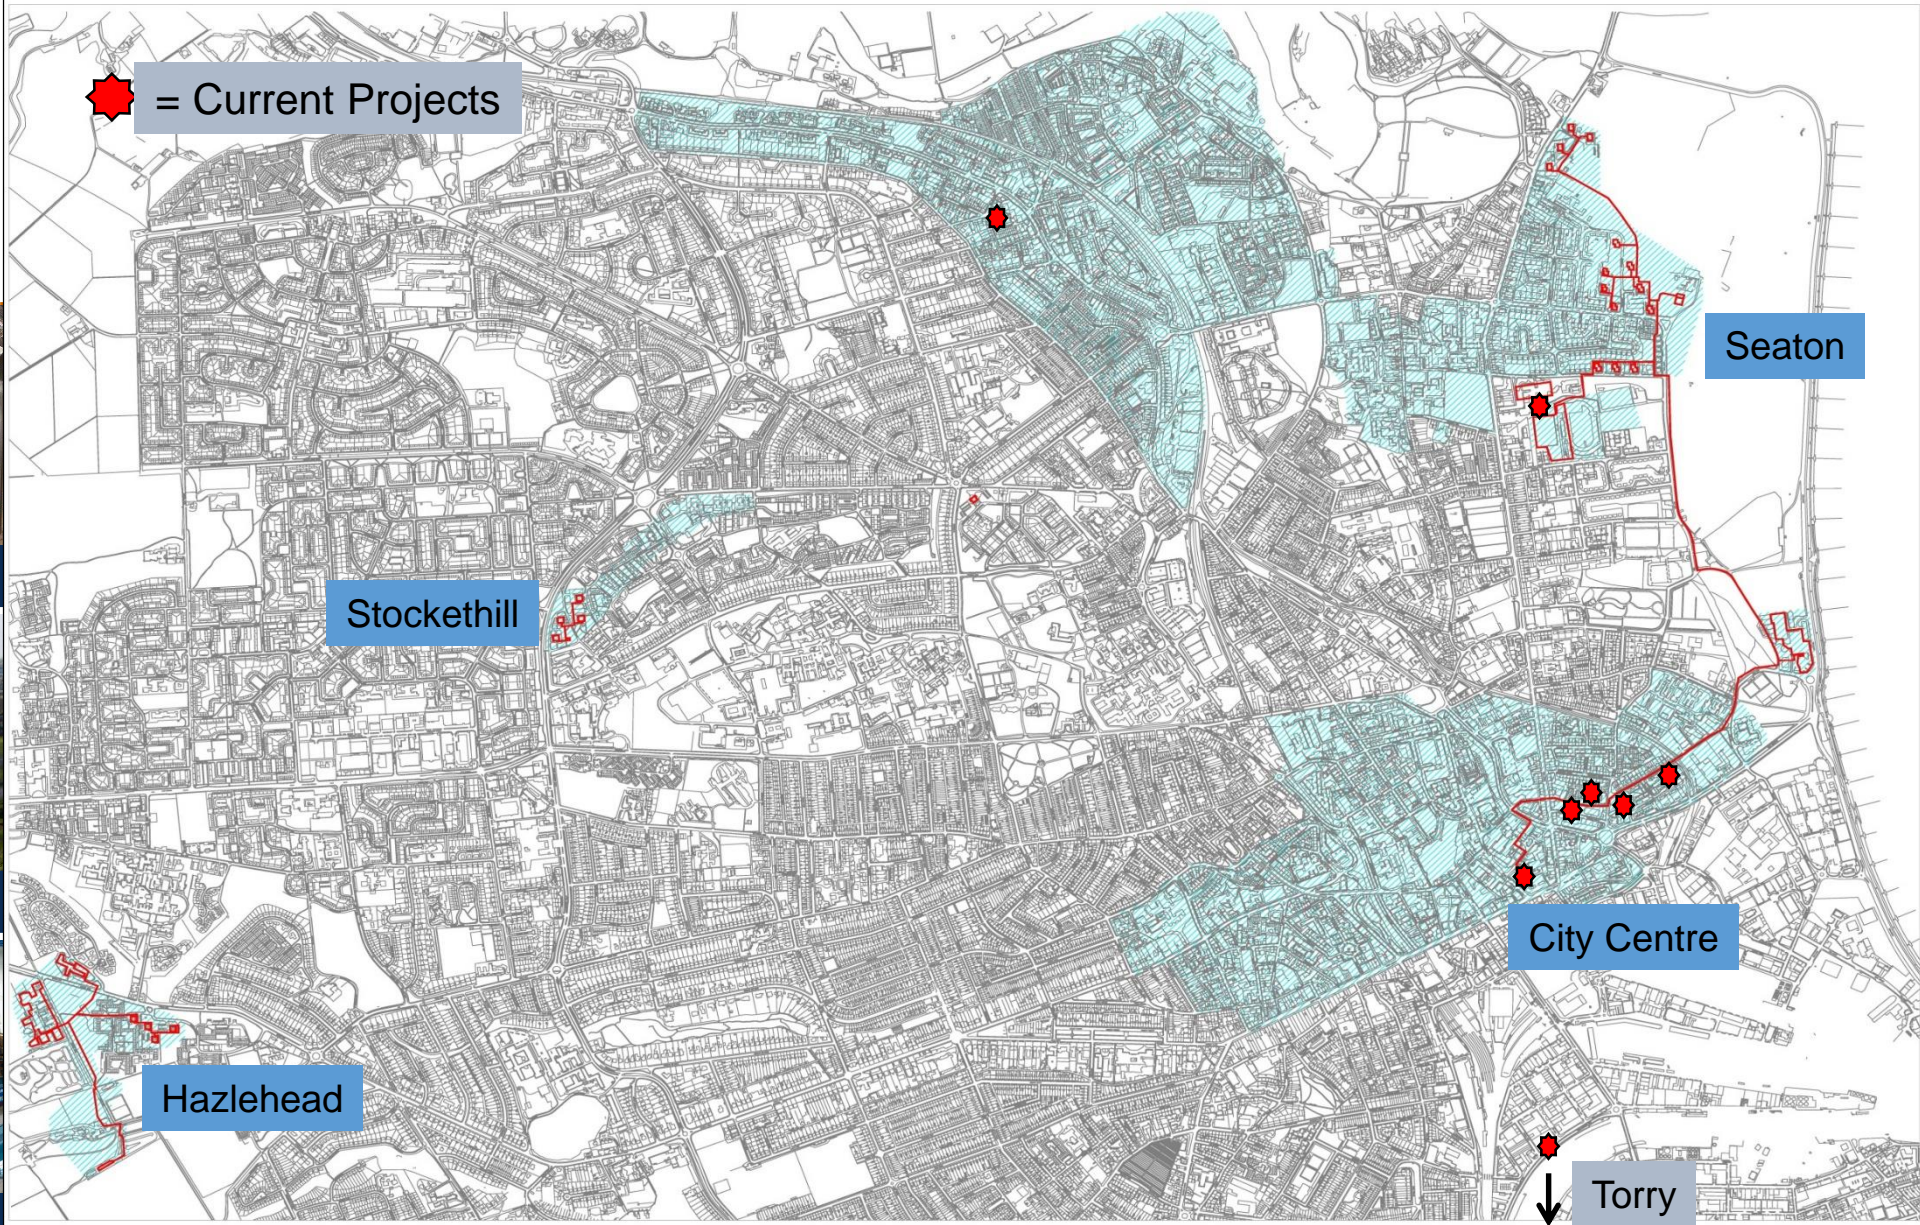 = Current Projects
Seaton
Stockethill
City Centre
Hazlehead
Torry